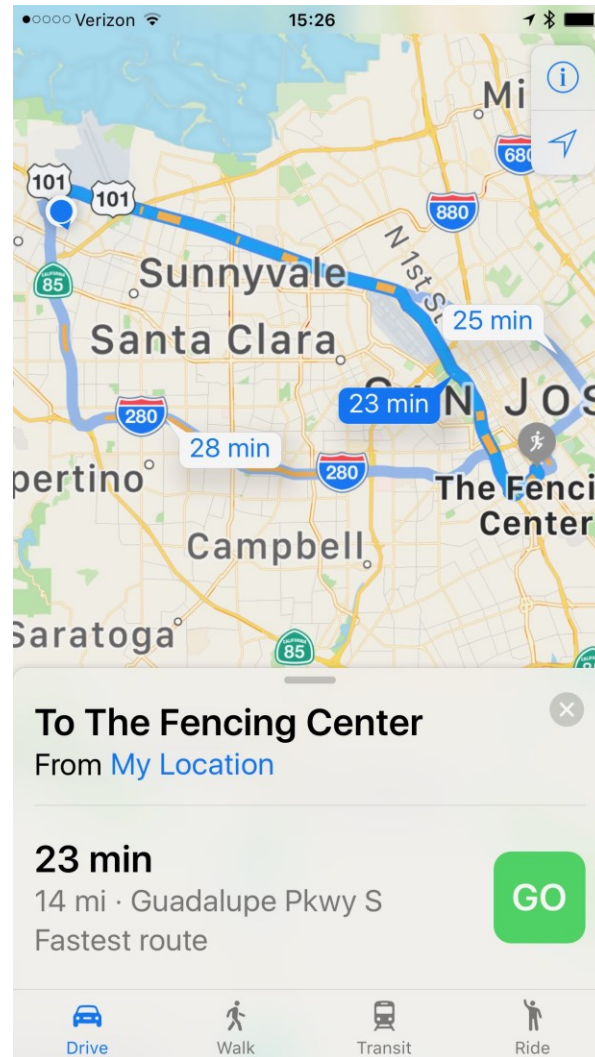 Verizon 15:26
Mi
680
101
101
880
N 1st S
85
Sunnyvale
25 min
Santa Clara
23 min
SAN JOS
280
28 min
280
pertino
The Fenci
Center
Campbell
Saratoga
85
To The Fencing Center
From My Location
23 min
14 mi · Guadalupe Pkwy S
GO
Fastest route
Drive Walk Transit Ride